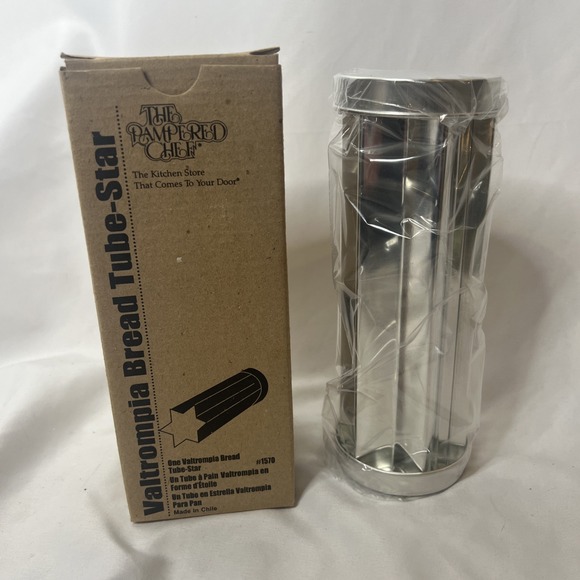 THE
PAMPERED
CHEF®
The Kitchen Store
That Comes To Your Door®
Valtrompia Bread Tube-Star
One Valtrompia Bread #1570
Tube-Star
Un Tube à Pain Valtrompia en
Forme d'Étoile
Un Tubo en Estrella Valtrompia
Para Pan
Made in Chile